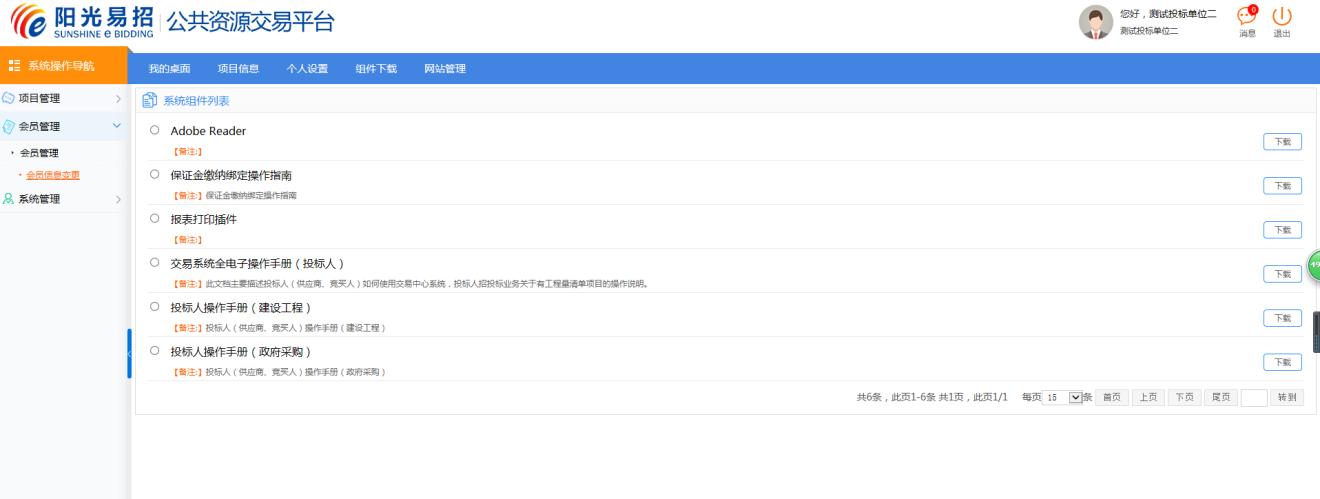 阳光易招
SUNSHINE e BIDDING
公共资源交易平台
您好，测试投标单位二
测试投标单位二
0
消息
退出
系统操作导航
我的桌面 项目信息 个人设置 组件下载 网站管理
项目管理
会员管理
会员管理
会员信息变更
系统管理
系统组件列表
Adobe Reader
【备注:】
下载
保证金缴纳绑定操作指南
【备注:】保证金缴纳绑定操作指南
下载
报表打印插件
【备注:】
下载
交易系统全电子操作手册（投标人）
【备注:】此文档主要描述投标人（供应商、竞买人）如何使用交易中心系统，投标人招投标业务关于有工程量清单项目的操作说明。
下载
投标人操作手册（建设工程）
【备注:】投标人（供应商、竞买人）操作手册（建设工程）
下载
投标人操作手册（政府采购）
【备注:】投标人（供应商、竞买人）操作手册（政府采购）
下载
共6条，此页1-6条 共1页，此页1/1 每页 15 条 首页 上页 下页 尾页 转到